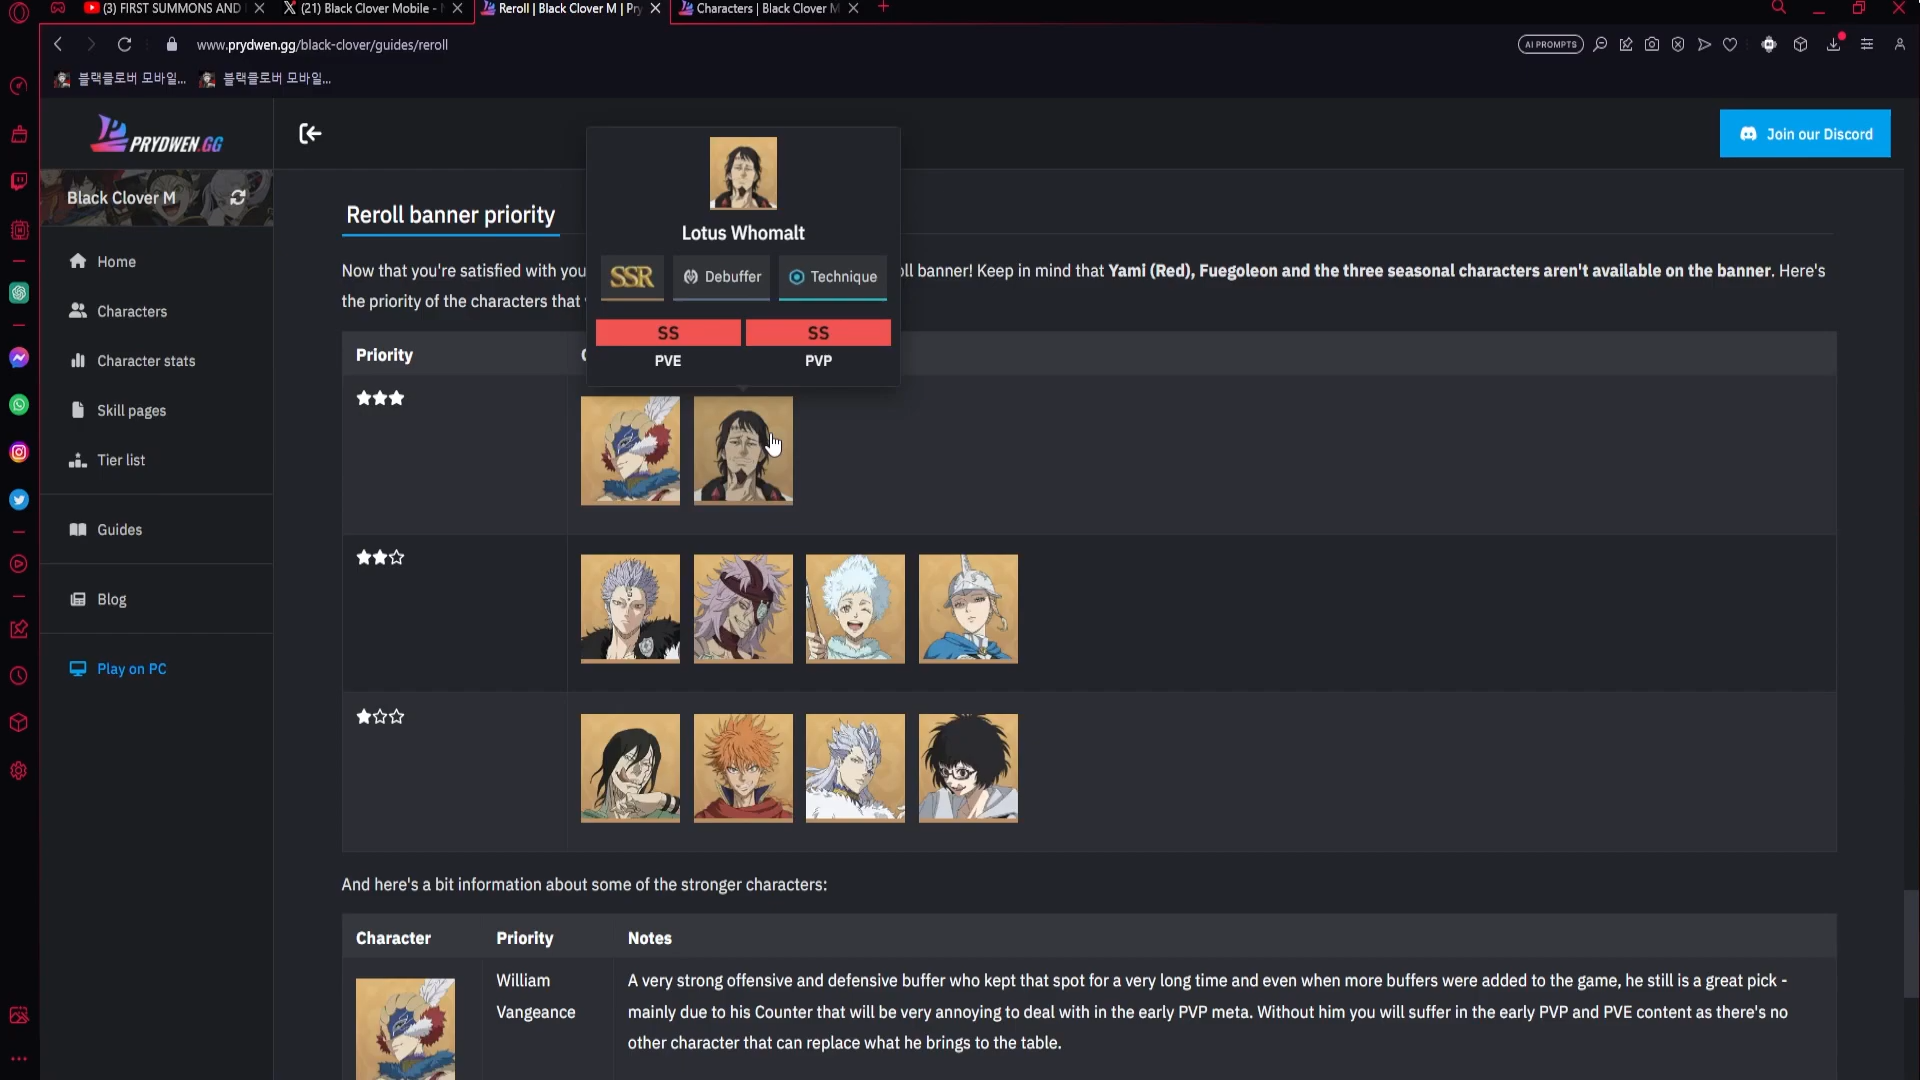 (3) FIRST SUMMONS AND
(21) Black Clover Mobile -
Reroll | Black Clover M | Pry
Characters | Black Clover M
www.prydwen.gg/black-clover/guides/reroll
AI PROMPTS
블랙클로버 모바일...
블랙클로버 모바일...
PRYDWEN.GG
Join our Discord
Black Clover M
Home
Characters
Character stats
Skill pages
Tier list
Guides
Blog
Play on PC
Reroll banner priority
Lotus Whomalt
SSR
Debuffer
Technique
SS
SS
PVE
PVP
Now that you're satisfied with you
oll banner! Keep in mind that Yami (Red), Fuegoleon and the three seasonal characters aren't available on the banner. Here's
the priority of the characters that
Priority
And here's a bit information about some of the stronger characters:
Character
Priority
Notes
William
Vangeance
A very strong offensive and defensive buffer who kept that spot for a very long time and even when more buffers were added to the game, he still is a great pick -
mainly due to his Counter that will be very annoying to deal with in the early PVP meta. Without him you will suffer in the early PVP and PVE content as there's no
other character that can replace what he brings to the table.